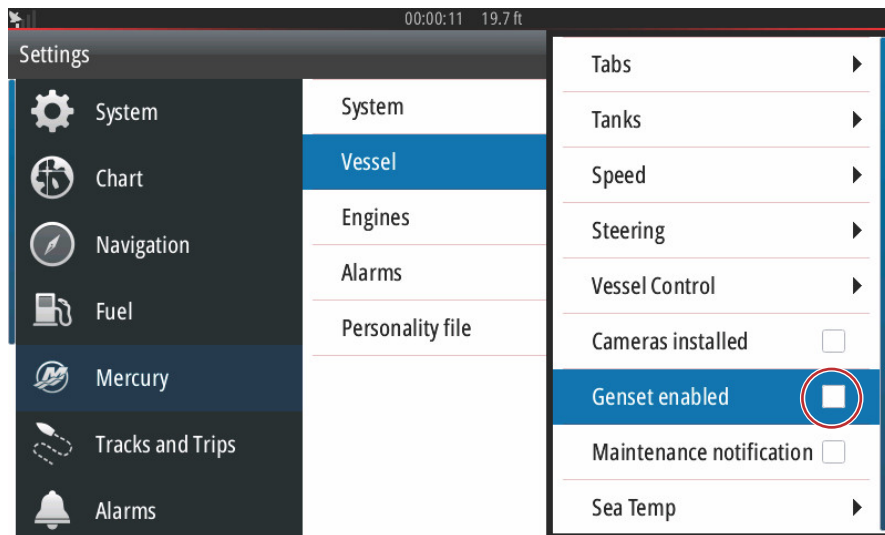 00:00:11 19.7 ft
Settings
System
Chart
Navigation
Fuel
Mercury
Tracks and Trips
Alarms
System
Vessel
Engines
Alarms
Personality file
Tabs
Tanks
Speed
Steering
Vessel Control
Cameras installed
Genset enabled
Maintenance notification
Sea Temp